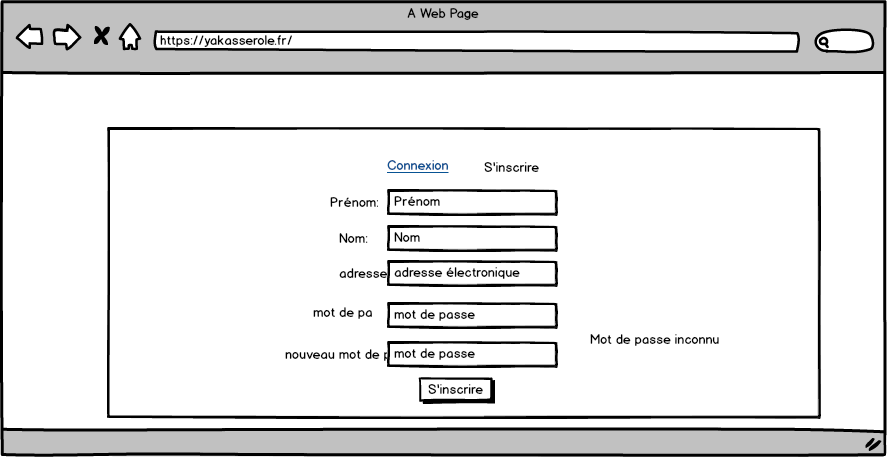 A Web Page
https://yakasserole.fr/
Connexion S'inscrire
Prénom: Prénom
Nom: Nom
adresse adresse électronique
mot de pa mot de passe
Mot de passe inconnu
nouveau mot de p mot de passe
S'inscrire